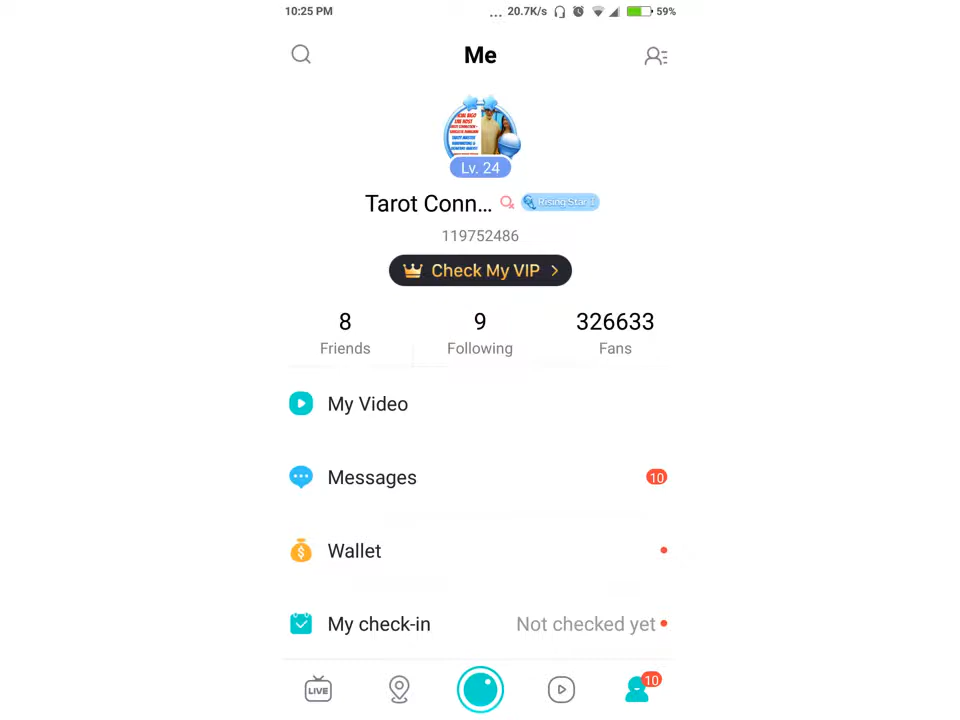 10:25 PM ... 20.7K/s 59%
Me
Lv. 24
Tarot Conn... Rising Star
119752486
Check My VIP >
8 9 326633
Friends Following Fans
My Video
Messages 10
Wallet
My check-in Not checked yet
LIVE 10